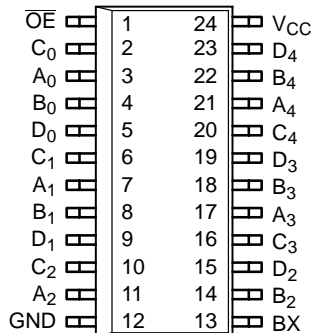 O̅E̅ 1 24 V_CC
C₀ 2 23 D₄
A₀ 3 22 B₄
B₀ 4 21 A₄
D₀ 5 20 C₄
C₁ 6 19 D₃
A₁ 7 18 B₃
B₁ 8 17 A₃
D₁ 9 16 C₃
C₂ 10 15 D₂
A₂ 11 14 B₂
GND 12 13 BX